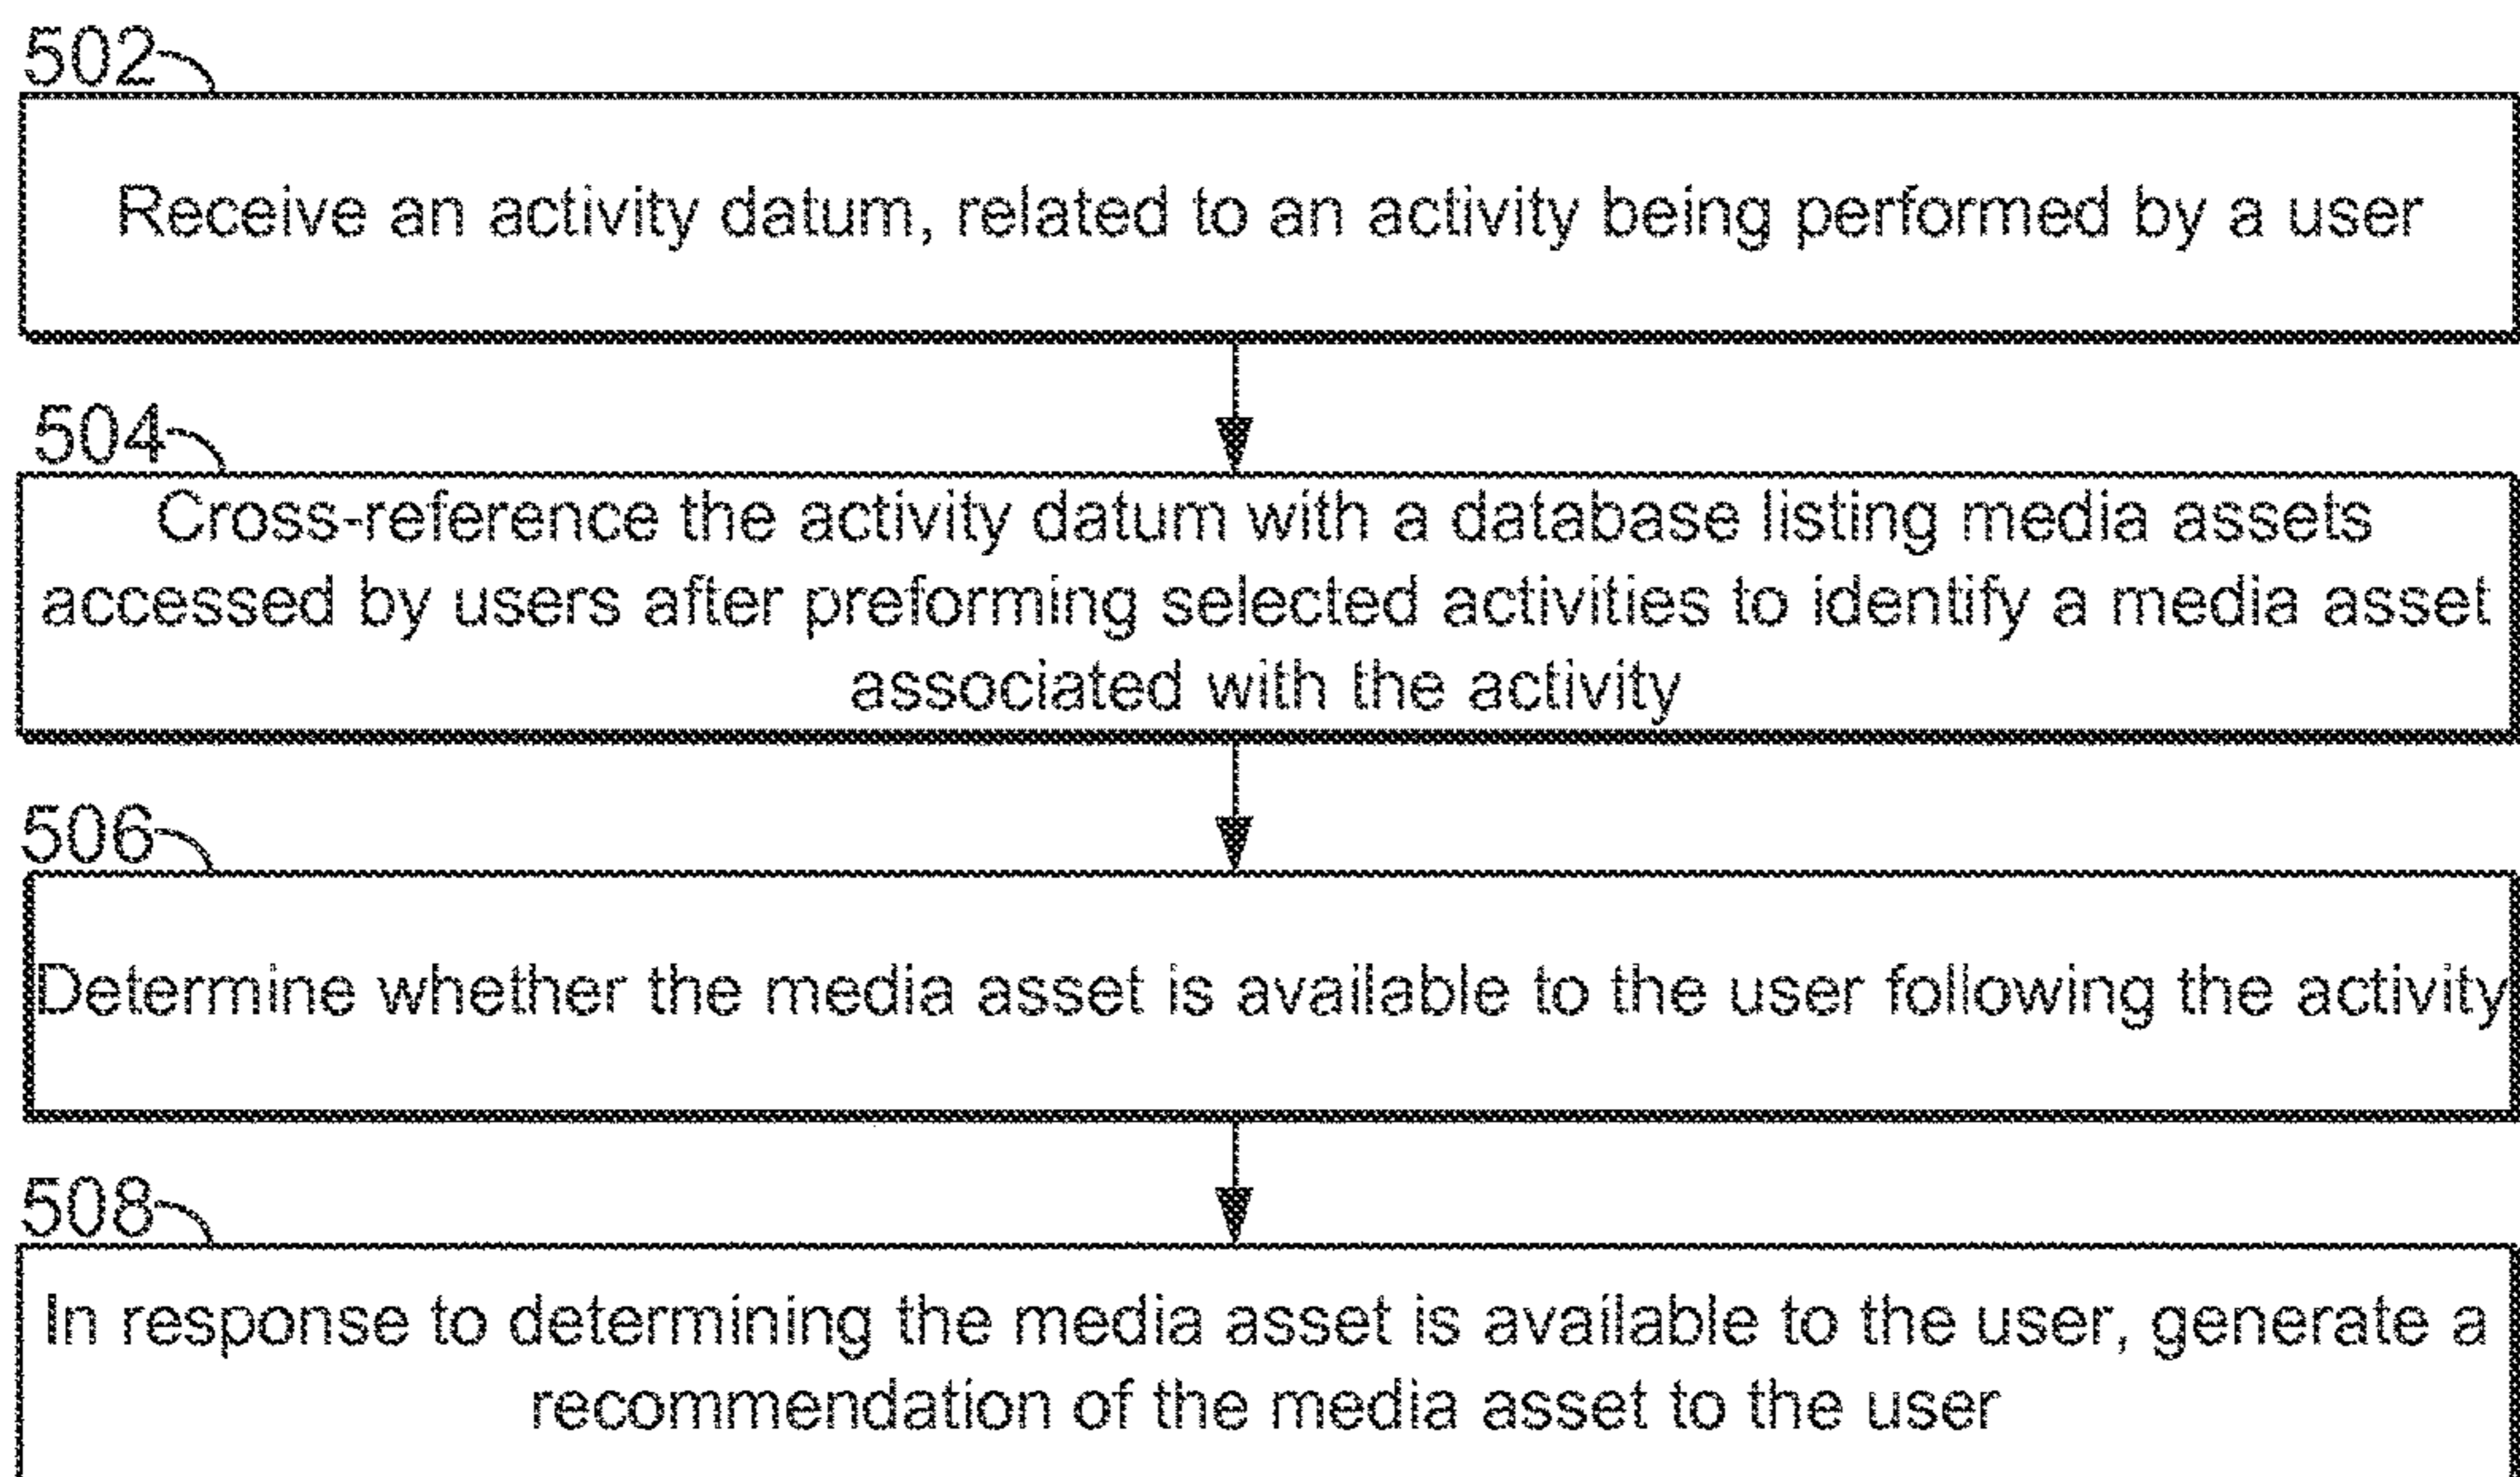 502
Receive an activity datum, related to an activity being performed by a user
504
Cross-reference the activity datum with a database listing media assets
accessed by users after preforming selected activities to identify a media asset
associated with the activity
506
Determine whether the media asset is available to the user following the activity
508
In response to determining the media asset is available to the user, generate a
recommendation of the media asset to the user